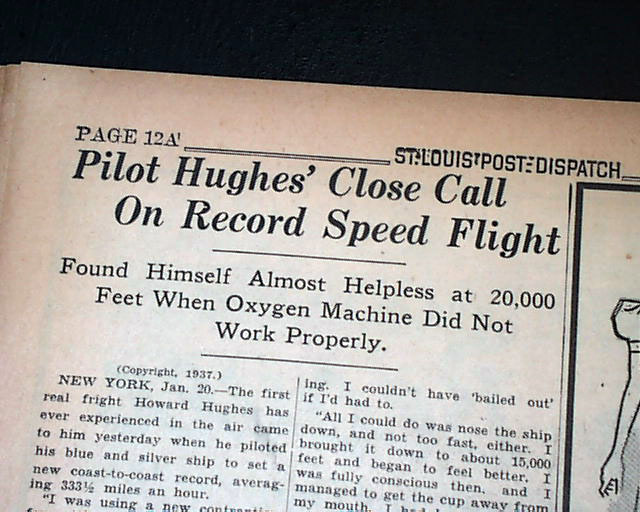 PAGE 12A
ST. LOUIS POST-DISPATCH
Pilot Hughes' Close Call
On Record Speed Flight
Found Himself Almost Helpless at 20,000
Feet When Oxygen Machine Did Not
Work Properly.
(Copyright, 1937.)
NEW YORK, Jan. 20.—The first
real fright Howard Hughes has
ever experienced in the air came
to him yesterday when he piloted
his blue and silver ship to set a
new coast-to-coast record, averag-
ing 333½ miles an hour.
"I was using a new
ing. I couldn't have 'bailed out'
if I'd had to.
"All I could do was nose the ship
down, and not too fast, either. I
brought it down to about 15,000
feet and began to feel better. I
was fully conscious then, and I
managed to get the cup away from
my mouth. I had